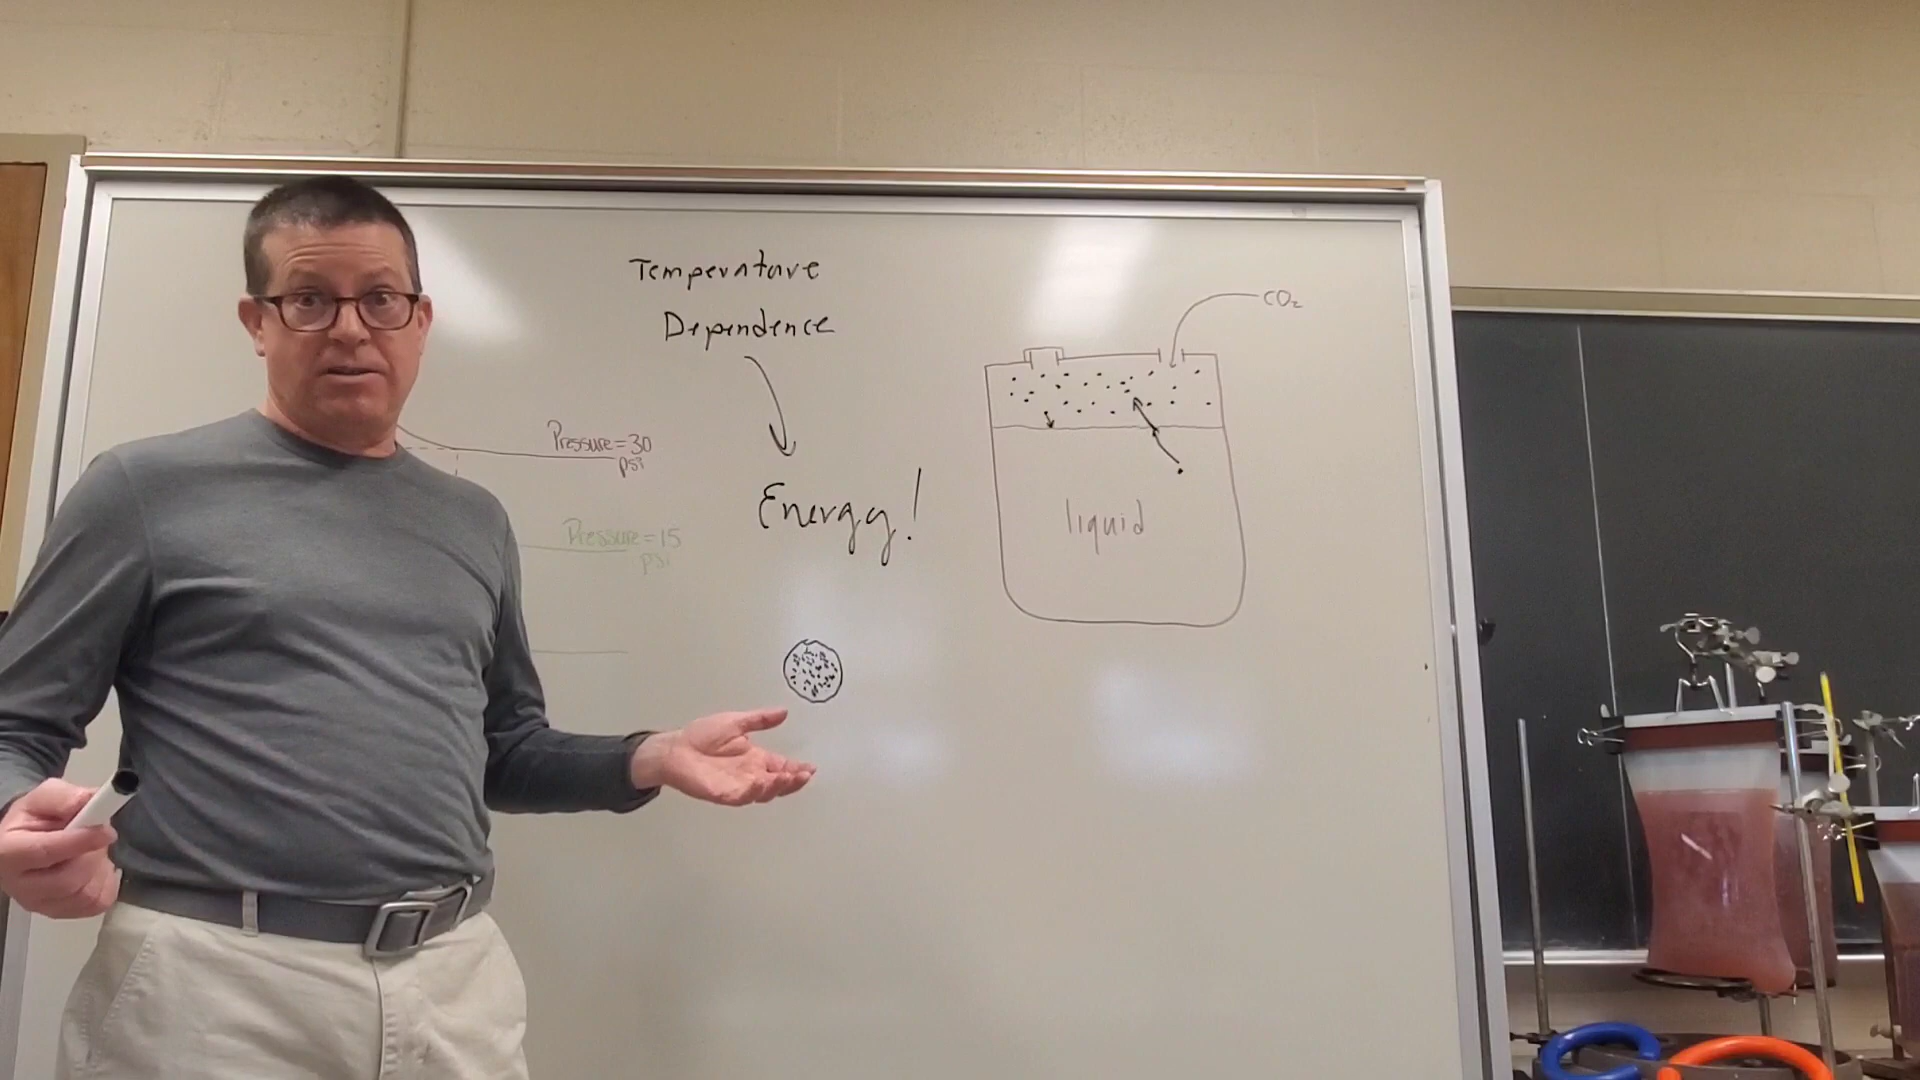 Temperature
Dependence
CO₂
Pressure=30
psi
Energy!
liquid
Pressure=15
psi